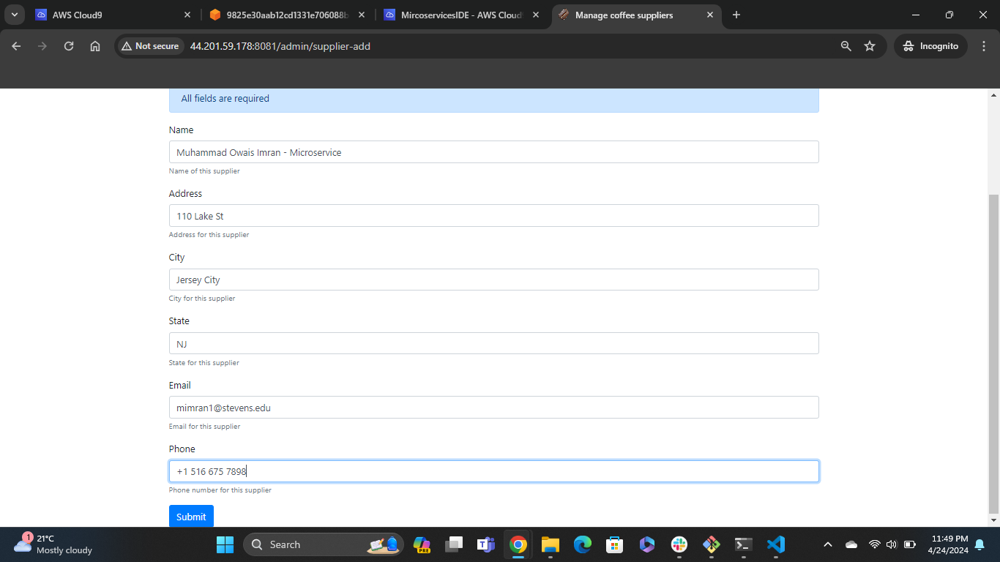 AWS Cloud9
9825e30aab12cd1331e706088b
MircoservicesIDE - AWS Cloud9
Manage coffee suppliers
Not secure
44.201.59.178:8081/admin/supplier-add
Incognito
All fields are required
Name
Muhammad Owais Imran - Microservice
Name of this supplier
Address
110 Lake St
Address for this supplier
City
Jersey City
City for this supplier
State
NJ
State for this supplier
Email
mimran1@stevens.edu
Email for this supplier
Phone
+1 516 675 7898
Phone number for this supplier
Submit
1
21°C
Mostly cloudy
Search
PRE
11:49 PM
4/24/2024